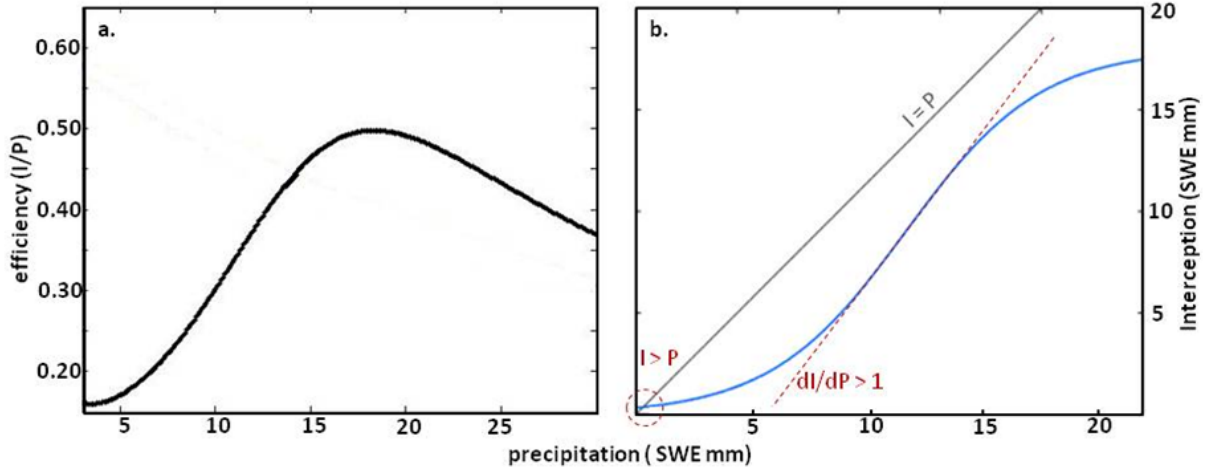 a.
efficiency (I/P)
0.60
0.50
0.40
0.30
0.20
5
10
15
20
25
b.
I = P
I > P
dI/dP > 1
20
15
10
5
Interception (SWE mm)
5
10
15
20
precipitation ( SWE mm)